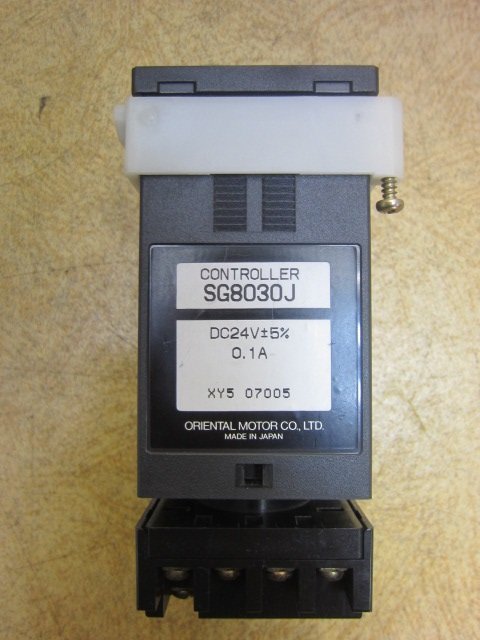 CONTROLLER
SG8030J
DC24V±5%
0.1A
XY5 07005
ORIENTAL MOTOR CO., LTD.
MADE IN JAPAN